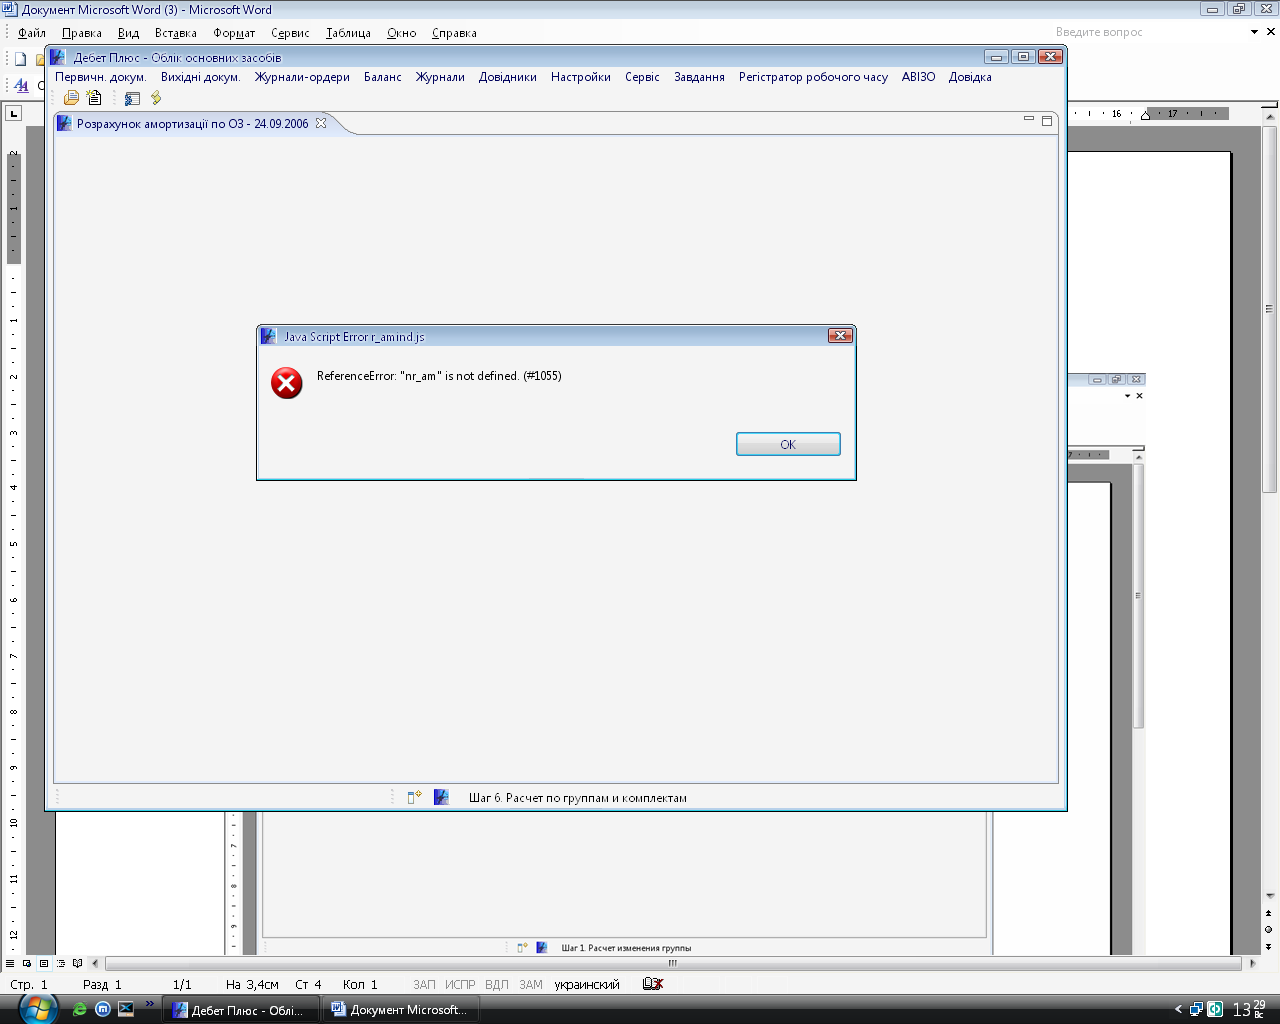 Документ Microsoft Word (3) - Microsoft Word
Файл Правка Вид Вставка Формат Сервис Таблица Окно Справка
Введите вопрос
Дебет Плюс - Облік основних засобів
Первичн. докум. Вихідні докум. Журнали-ордери Баланс Журнали Довідники Настройки Сервіс Завдання Регістратор робочого часу АВІЗО Довідка
Розрахунок амортизації по ОЗ - 24.09.2006
16 17
Java Script Error r_amind.js
ReferenceError: "nr_am" is not defined. (#1055)
OK
Шаг 6. Расчет по группам и комплектам
Шаг 1. Расчет изменения группы
Стр. 1 Разд 1 1/1 На 3,4см Ст 4 Кол 1 ЗАП ИСПР ВДЛ ЗАМ украинский
Дебет Плюс - Облі... Документ Microsoft...
13 29
Вс